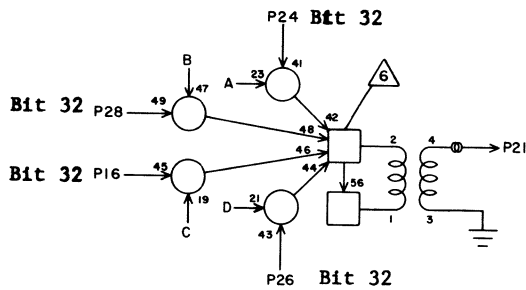 P24 Bit 32
B
A 23 41
6
47
Bit 32 P28 49
42
48
2 4
P21
46
Bit 32 P16 45
44
56
19
D 21
1 3
C
43
P26 Bit 32